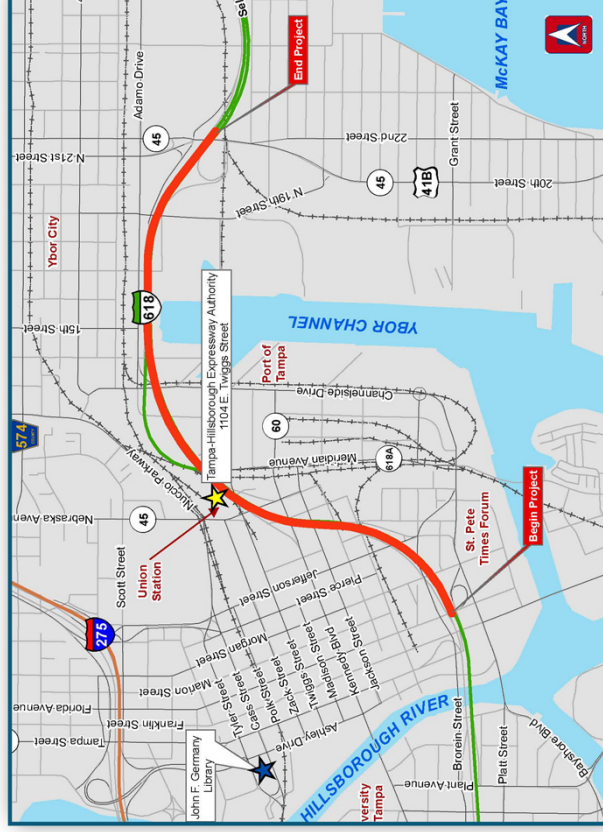 574
COUNTY
Ybor City
N 21st Street
Adamo Drive
45
Sel
End Project
McKAY BAY
NORTH
15th Street
618
N 19th Street
22nd Street
Grant Street
45
41B
20th Street
YBOR CHANNEL
Tampa-Hillsborough Expressway Authority
1104 E. Twiggs Street
Port of
Tampa
Channelside Drive
60
Meridian Avenue
618A
Nuccio Parkway
Nebraska Aven
45
Union
Station
Scott Street
275
Jefferson Street
Pierce Street
Morgan Street
Marion Street
Florida Avenue
Franklin Street
Tampa Street
Tyler Street
Cass Street
Polk Street
Zack Street
Twiggs Street
Madison Street
Kennedy Blvd
Jackson Street
Ashley Drive
St. Pete
Times Forum
Begin Project
John F. Germany
Library
HILLSBOROUGH RIVER
Brorein Street
Platt Street
Bayshore Blvd
Plant Avenue
versity
Tampa